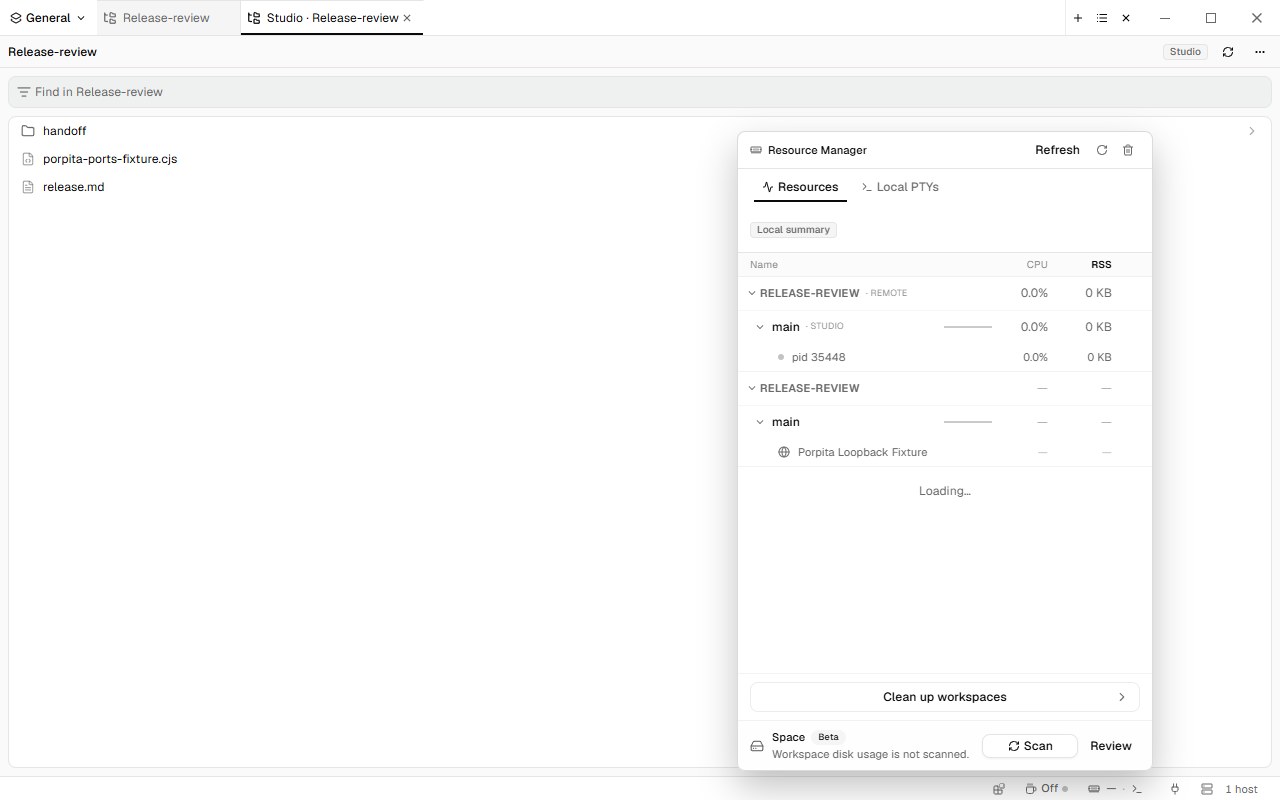 General
Release-review
Studio · Release-review
Release-review
Studio
Find in Release-review
handoff
porpita-ports-fixture.cjs
release.md
Resource Manager
Refresh
Resources
Local PTYs
Local summary
Name CPU RSS
RELEASE-REVIEW · REMOTE 0.0% 0 KB
main · STUDIO 0.0% 0 KB
pid 35448 0.0% 0 KB
RELEASE-REVIEW — —
main — —
Porpita Loopback Fixture — —
Loading...
Clean up workspaces
Space Beta
Workspace disk usage is not scanned.
Scan
Review
Off — · 1 host